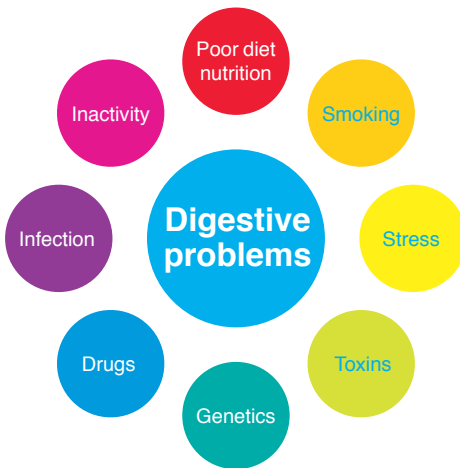 Poor diet
nutrition
Smoking
Stress
Toxins
Genetics
Drugs
Infection
Inactivity
Digestive
problems